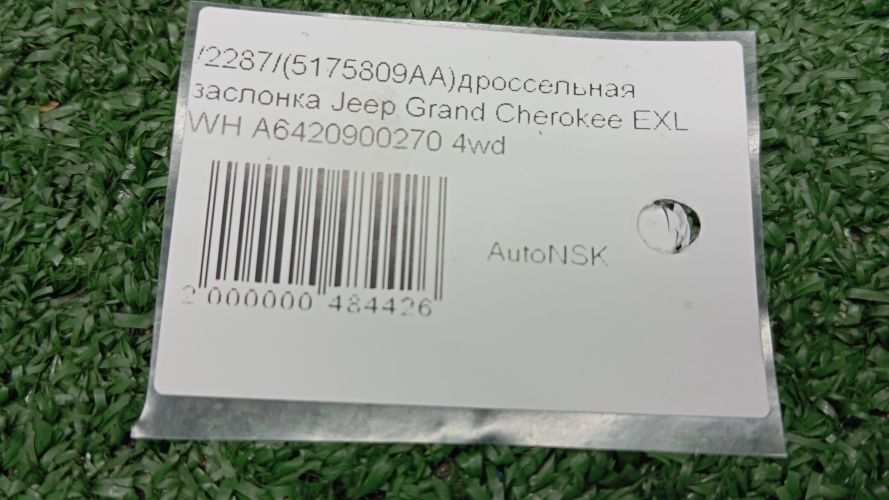 /2287/(5175809AA)дроссельная
заслонка Jeep Grand Cherokee EXL
WH A6420900270 4wd
AutoNSK
2 000000 484426